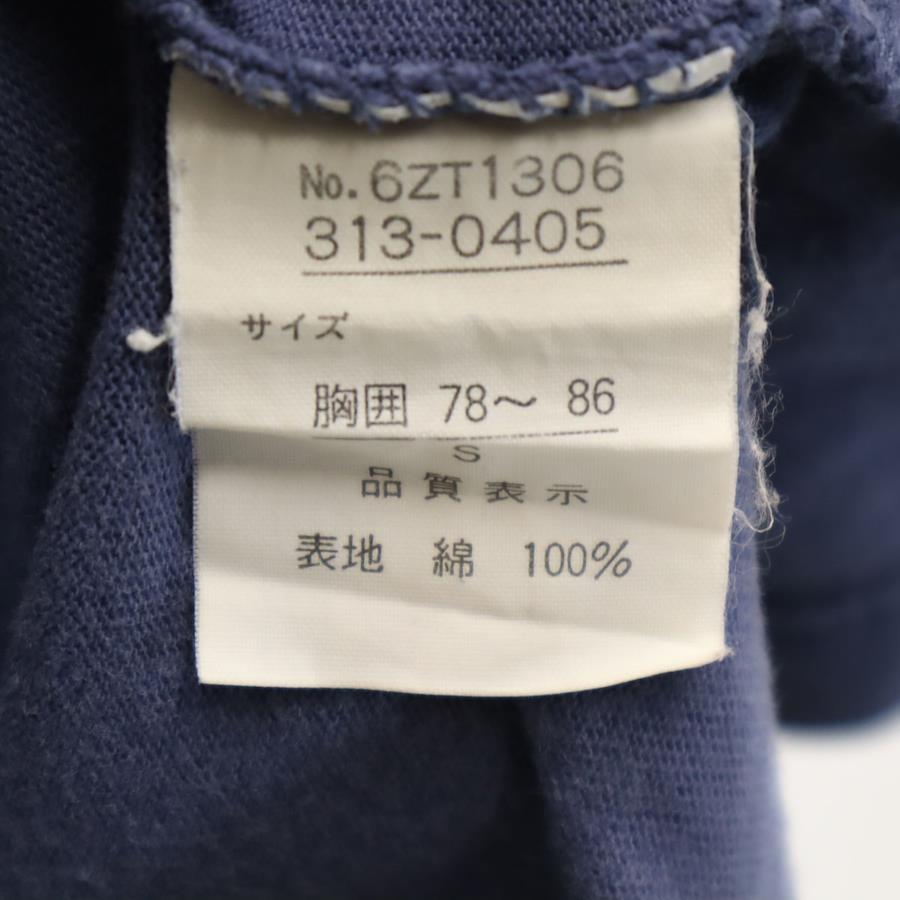 No. 6ZT1306
313-0405
サイズ
胸囲 78〜 86
S
品質表示
表地 綿 100%